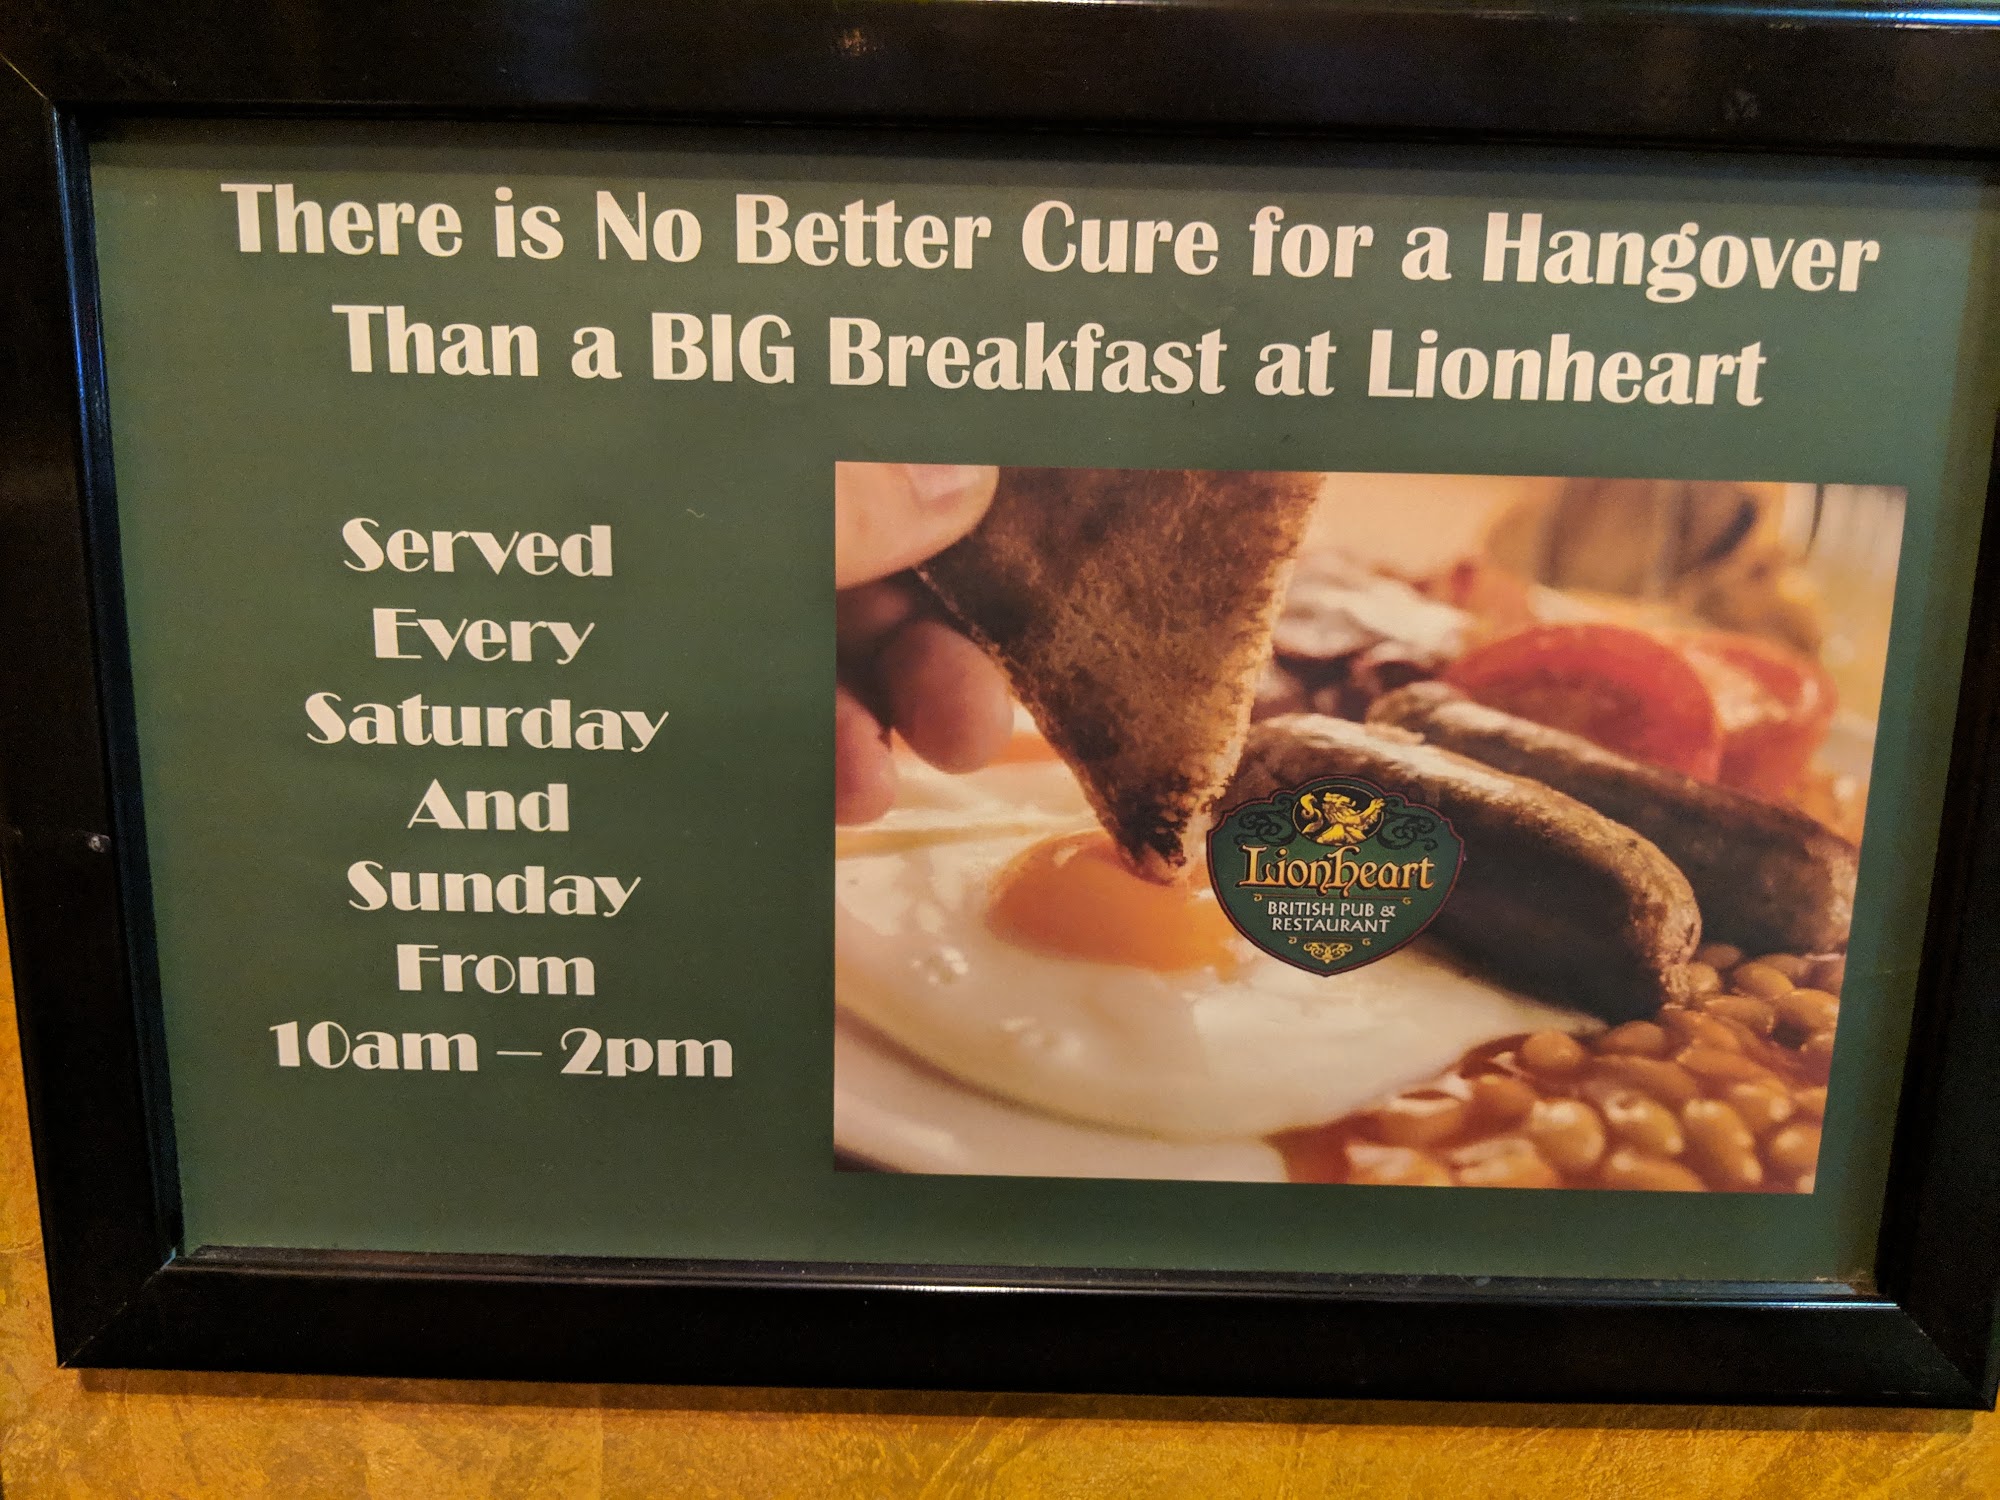 There is No Better Cure for a Hangover
Than a BIG Breakfast at Lionheart
Served
Every
Saturday
And
Sunday
From
10am – 2pm
Lionheart
BRITISH PUB &
RESTAURANT